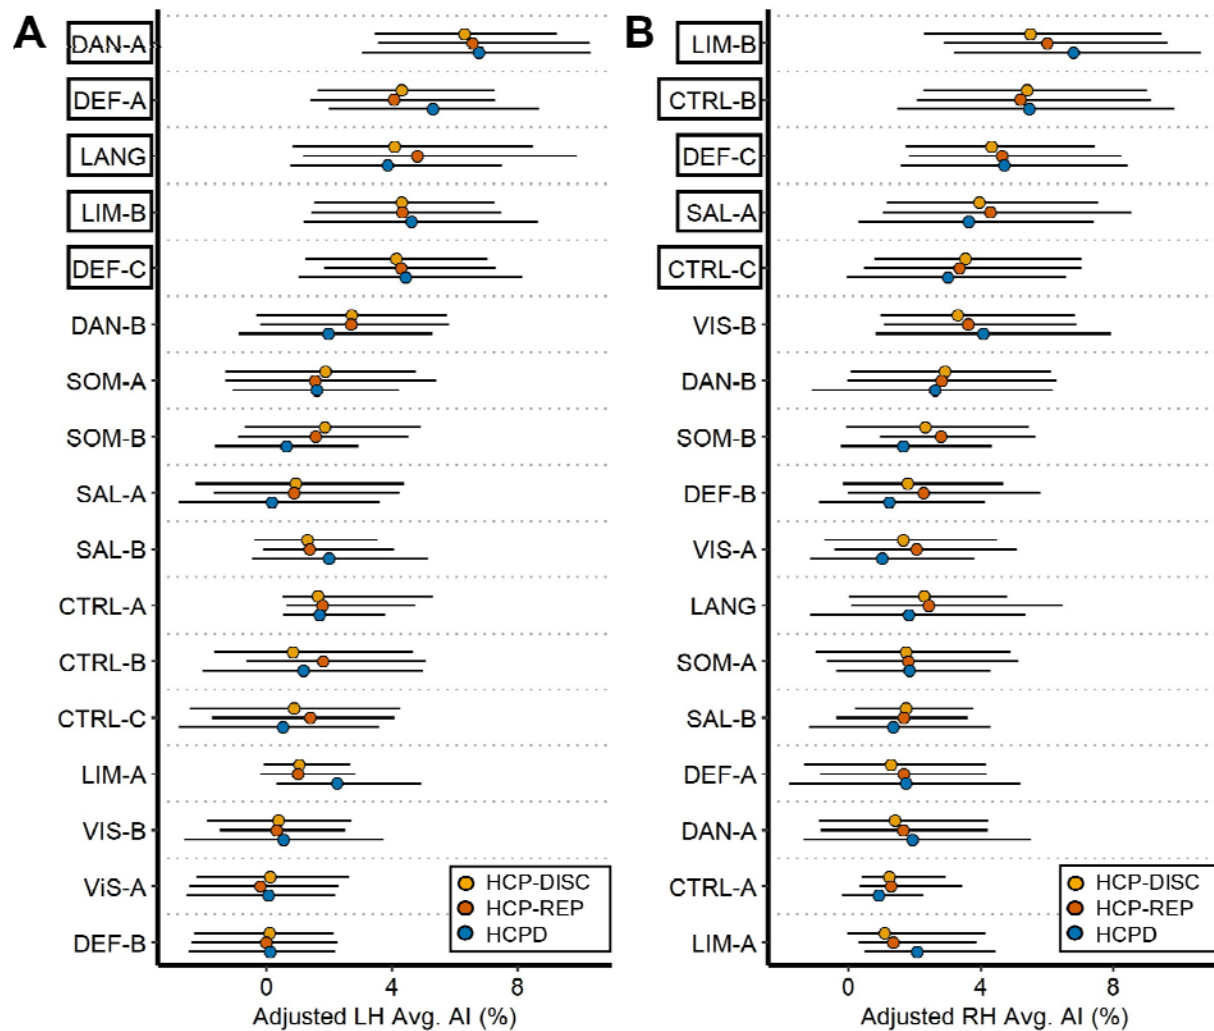 A
DAN-A
DEF-A
LANG
LIM-B
DEF-C
DAN-B
SOM-A
SOM-B
SAL-A
SAL-B
CTRL-A
CTRL-B
CTRL-C
LIM-A
VIS-B
ViS-A
DEF-B
HCP-DISC
HCP-REP
HCPD
0 4 8
Adjusted LH Avg. AI (%)
B
LIM-B
CTRL-B
DEF-C
SAL-A
CTRL-C
VIS-B
DAN-B
SOM-B
DEF-B
VIS-A
LANG
SOM-A
SAL-B
DEF-A
DAN-A
CTRL-A
LIM-A
HCP-DISC
HCP-REP
HCPD
0 4 8
Adjusted RH Avg. AI (%)